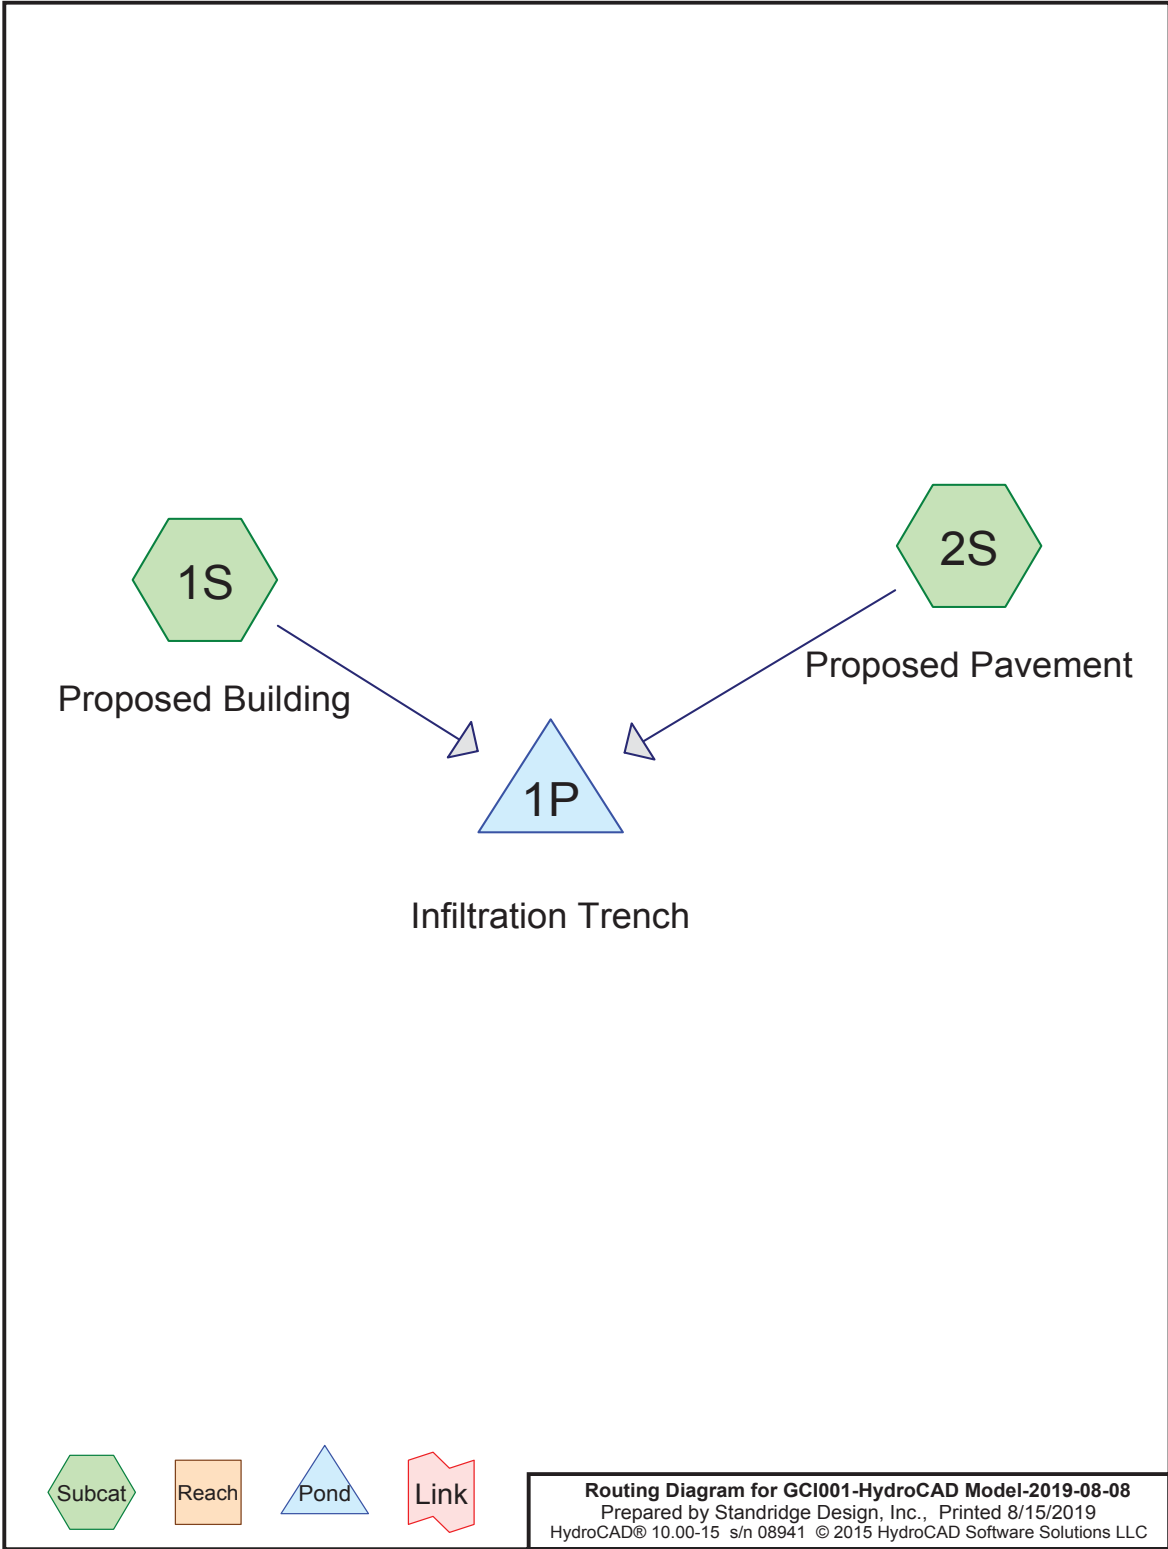 1S
2S
Proposed Building
Proposed Pavement
1P
Infiltration Trench
Subcat
Reach
Pond
Link
Routing Diagram for GCI001-HydroCAD Model-2019-08-08
Prepared by Standridge Design, Inc.,  Printed 8/15/2019
HydroCAD® 10.00-15  s/n 08941  © 2015 HydroCAD Software Solutions LLC